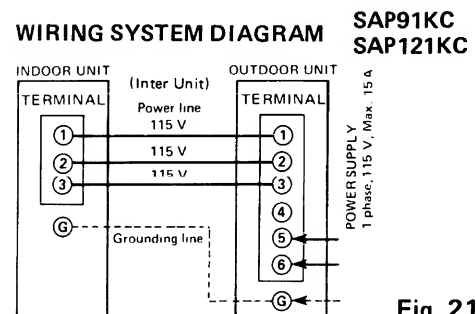 WIRING SYSTEM DIAGRAM
SAP91KC
SAP121KC
INDOOR UNIT
(Inter Unit)
OUTDOOR UNIT
TERMINAL
Power line
TERMINAL
1
115 V
1
2
115 V
2
3
115 V
3
4
G
Grounding line
5
6
G
POWER SUPPLY
1 phase, 115 V, Max. 15 A
Fig. 21